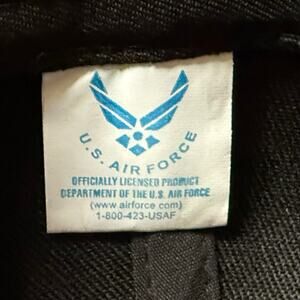 U.S. AIR FORCE
OFFICIALLY LICENSED PRODUCT
DEPARTMENT OF THE U.S. AIR FORCE
(www.airforce.com)
1-800-423-USAF